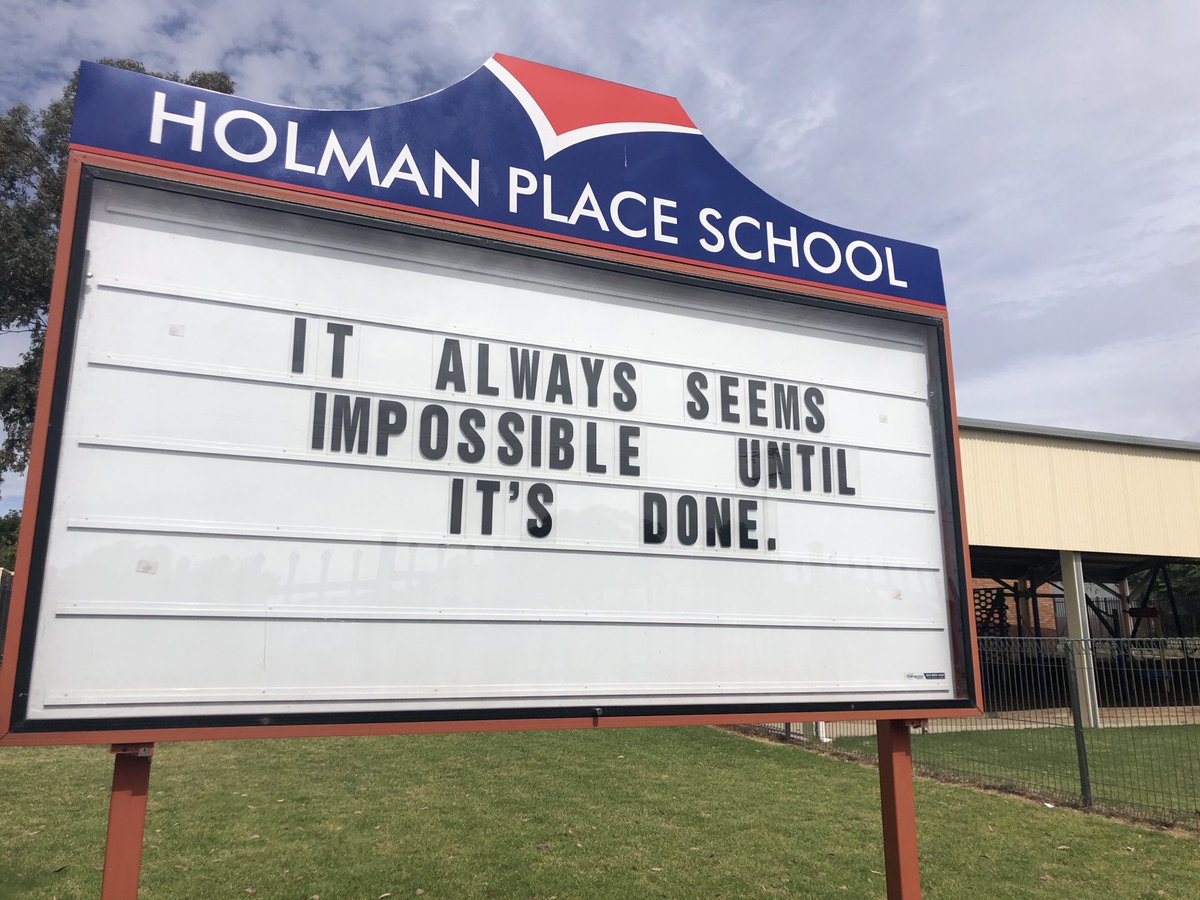 HOLMAN PLACE SCHOOL
IT ALWAYS SEEMS
IMPOSSIBLE UNTIL
IT'S DONE.